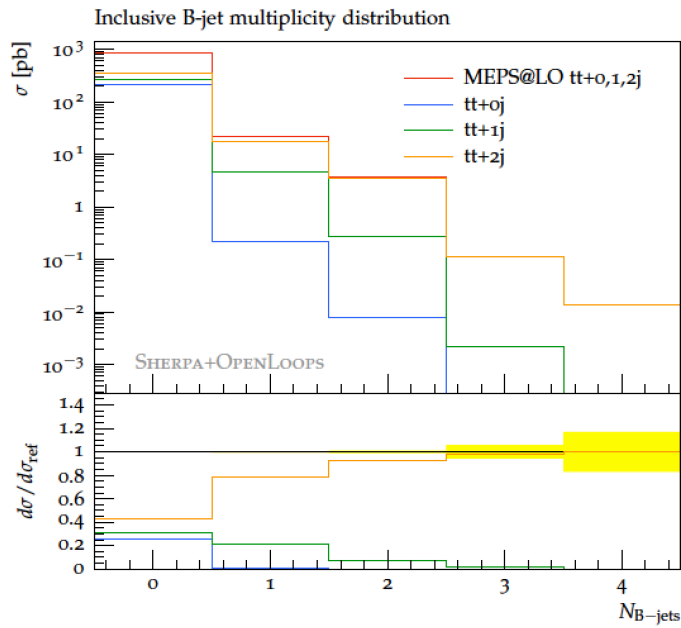 Inclusive B-jet multiplicity distribution
σ [pb]
10³
10²
10¹
1
10⁻¹
10⁻²
10⁻³
MEPS@LO tt+0,1,2j
tt+0j
tt+1j
tt+2j
SHERPA+OPENLOOPS
dσ/dσref
1.4
1.2
1
0.8
0.6
0.4
0.2
0
0 1 2 3 4
N_B−jets